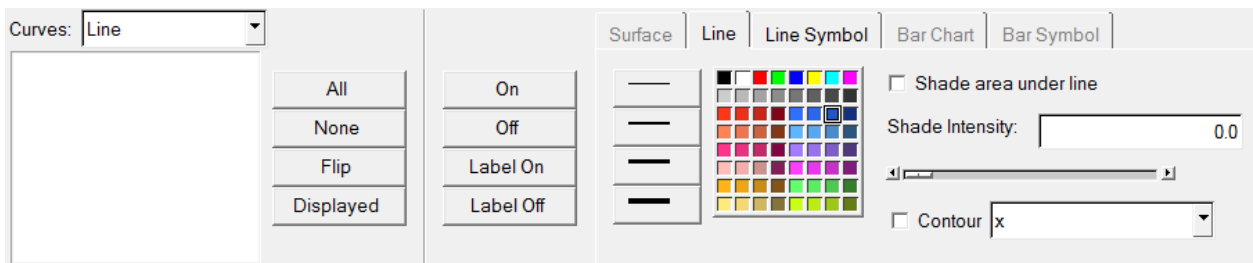 Curves: Line
All
None
Flip
Displayed
On
Off
Label On
Label Off
Surface Line Line Symbol Bar Chart Bar Symbol
Shade area under line
Shade Intensity: 0.0
Contour x